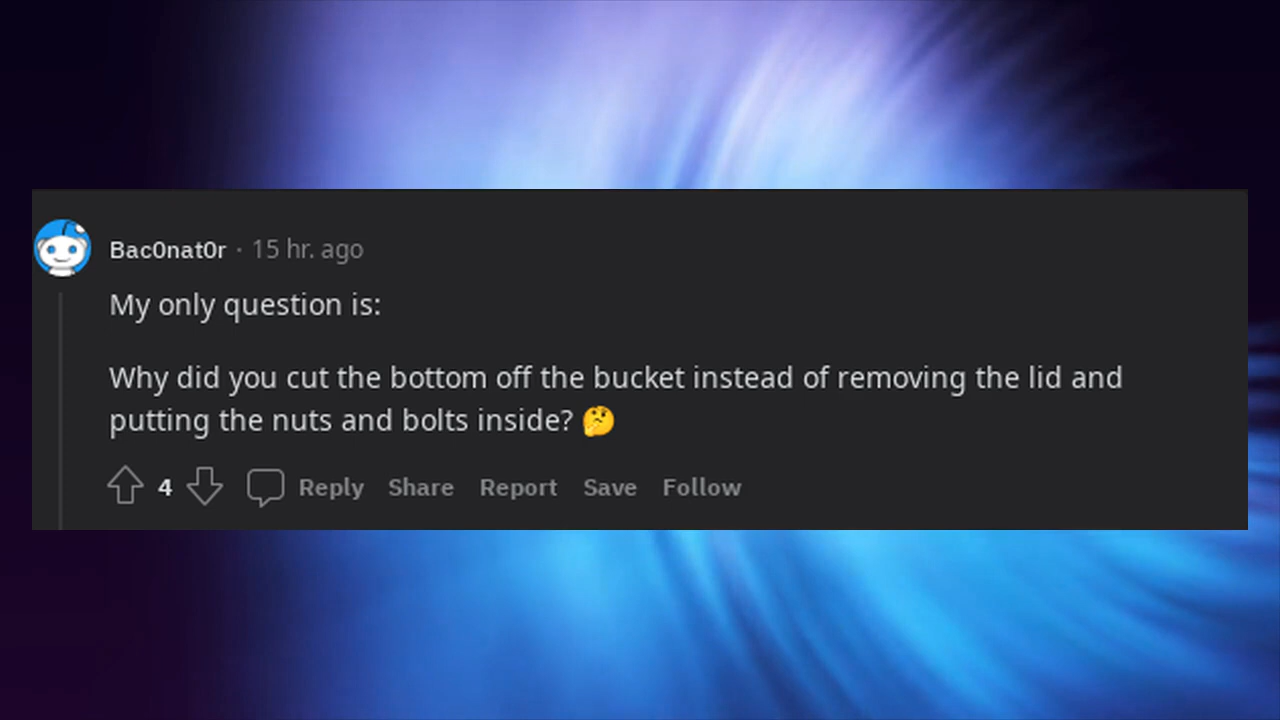 Bac0nat0r · 15 hr. ago
My only question is:
Why did you cut the bottom off the bucket instead of removing the lid and
putting the nuts and bolts inside? 🤔
4 Reply Share Report Save Follow